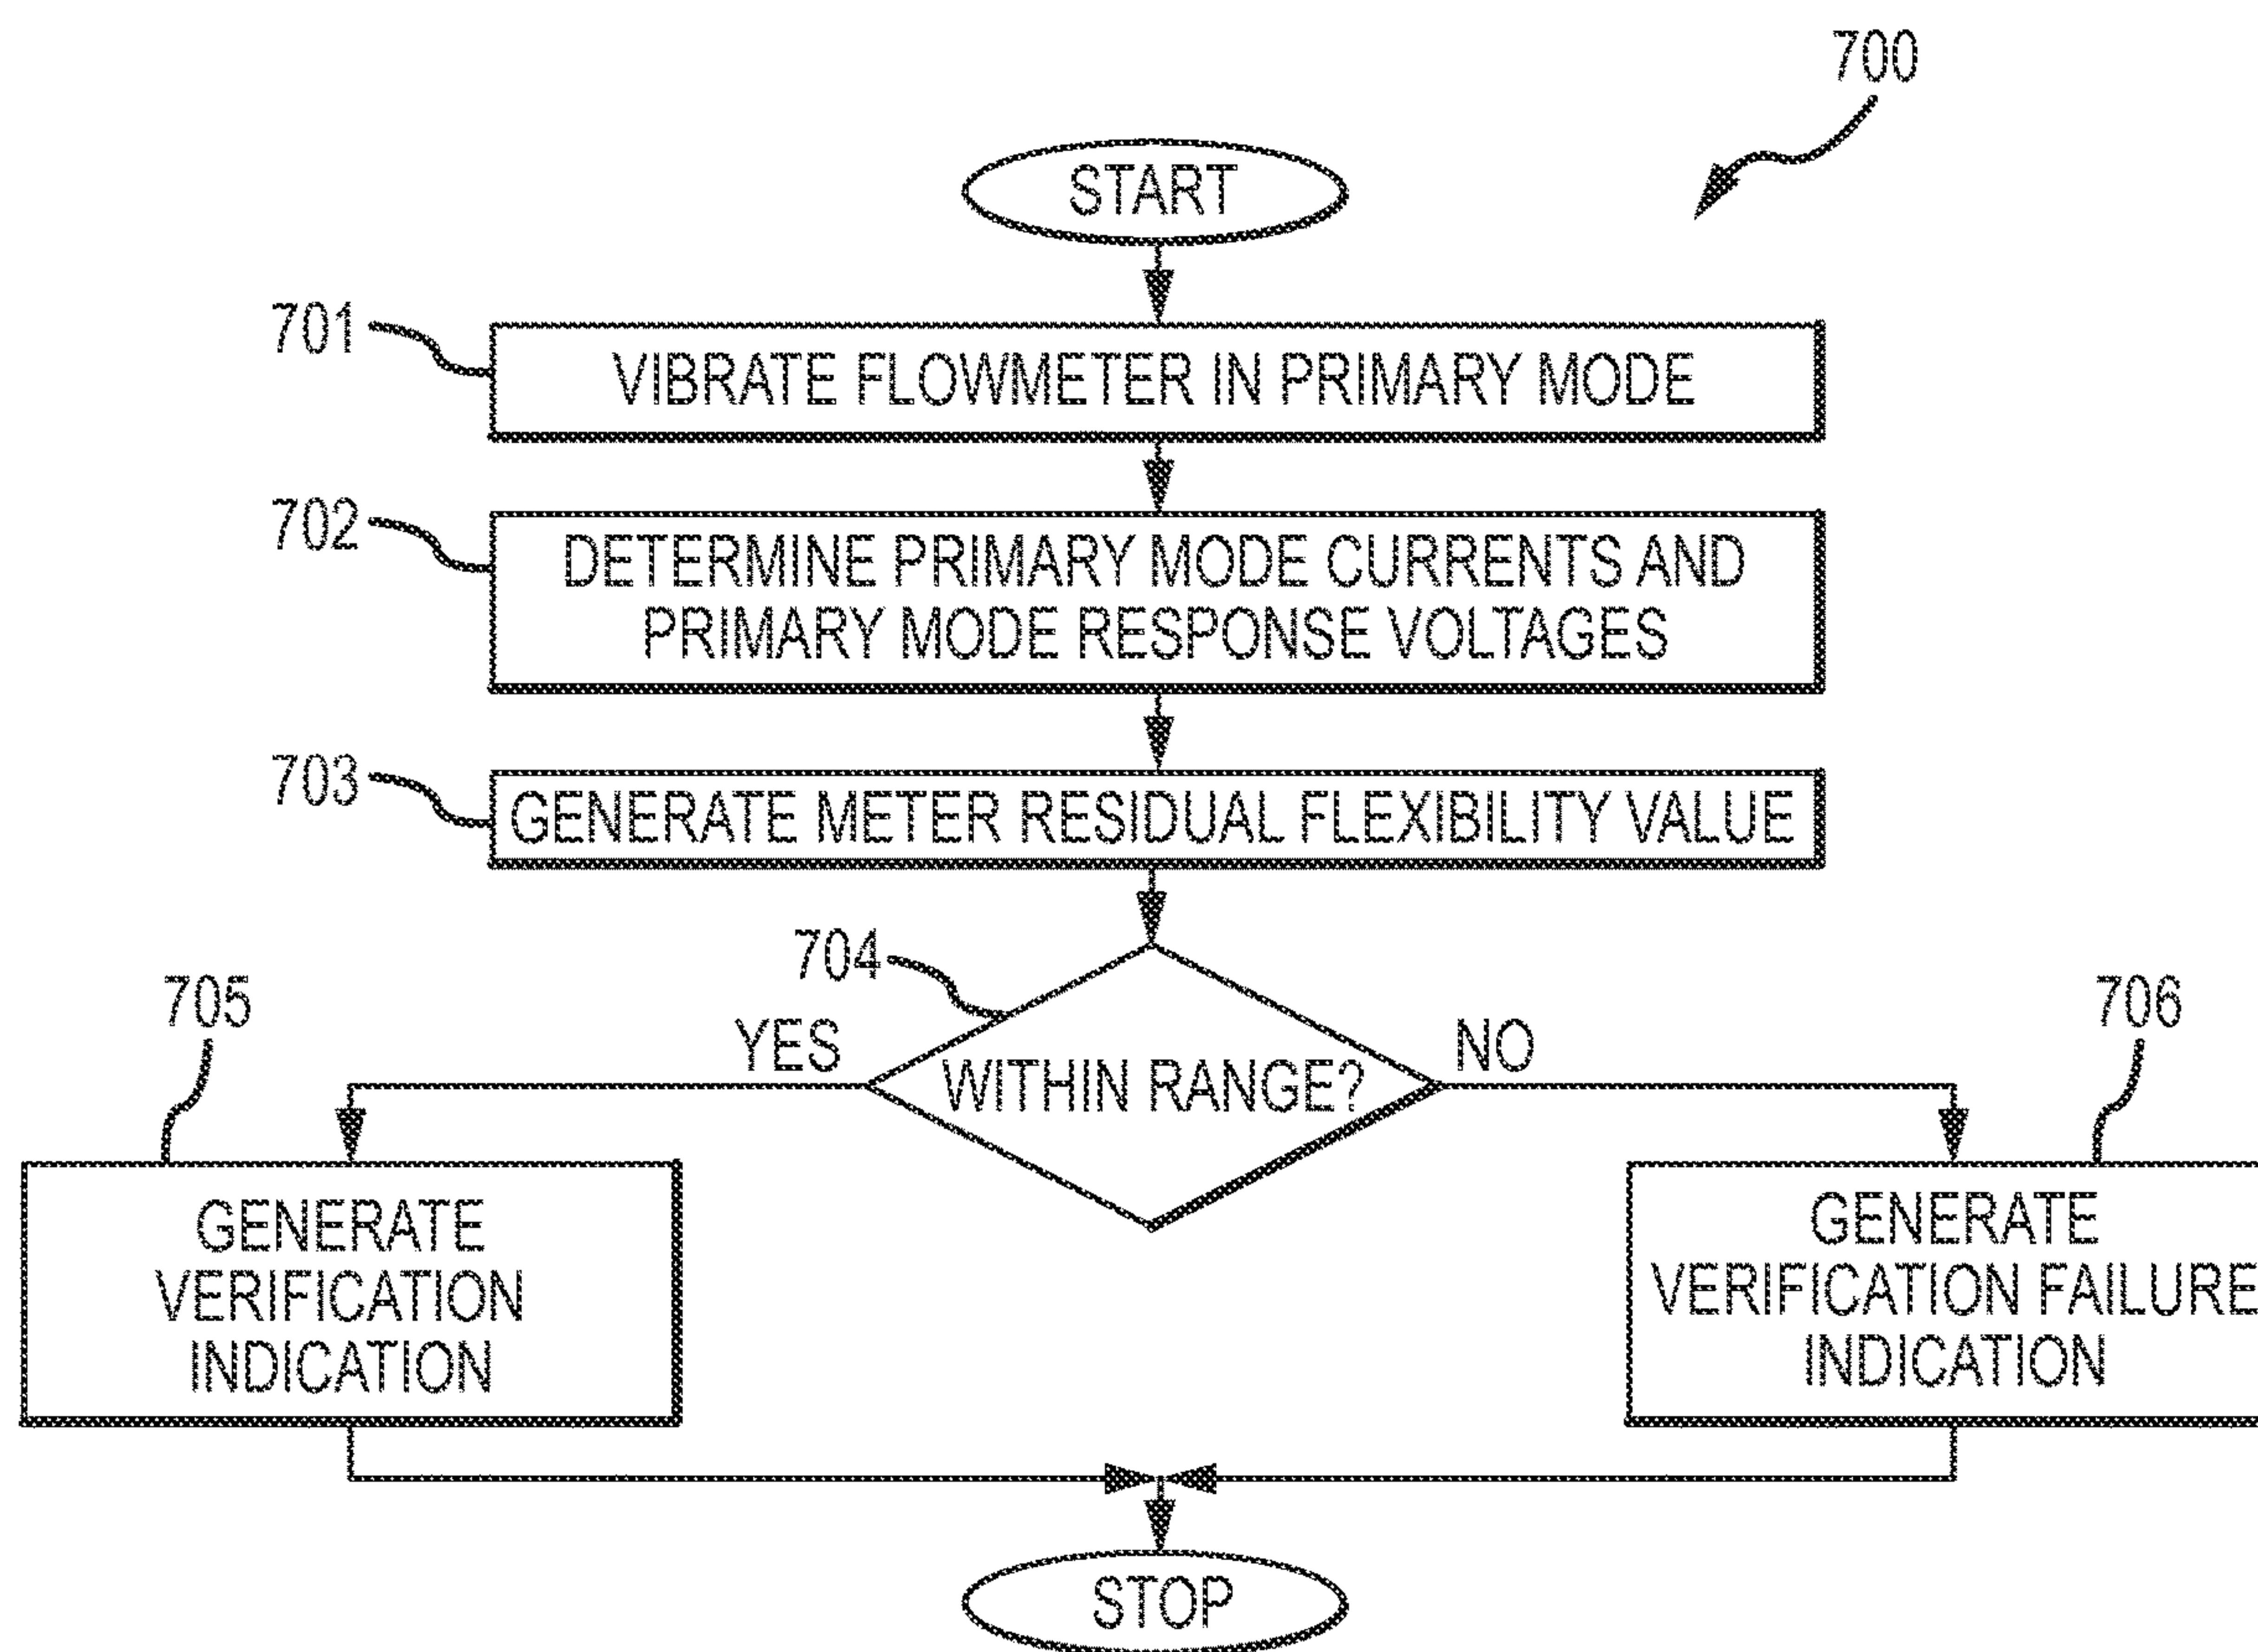 700
START
701
VIBRATE FLOWMETER IN PRIMARY MODE
702
DETERMINE PRIMARY MODE CURRENTS AND
PRIMARY MODE RESPONSE VOLTAGES
703
GENERATE METER RESIDUAL FLEXIBILITY VALUE
704
WITHIN RANGE?
YES
NO
705
GENERATE
VERIFICATION
INDICATION
706
GENERATE
VERIFICATION FAILURE
INDICATION
STOP